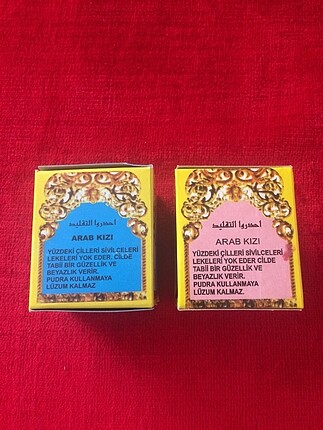 احذروا التقليد
ARAB KIZI
YÜZDEKİ ÇİLLERİ SİVİLCELERİ
LEKELERİ YOK EDER. CİLDE
TABİİ BİR GÜZELLİK VE
BEYAZLIK VERİR.
PUDRA KULLANMAYA
LÜZUM KALMAZ
احذروا التقليد
ARAB KIZI
YÜZDEKİ ÇİLLERİ SİVİLCELERİ
LEKELERİ YOK EDER. CİLDE
TABİİ BİR GÜZELLİK VE
BEYAZLIK VERİR.
PUDRA KULLANMAYA
LÜZUM KALMAZ.